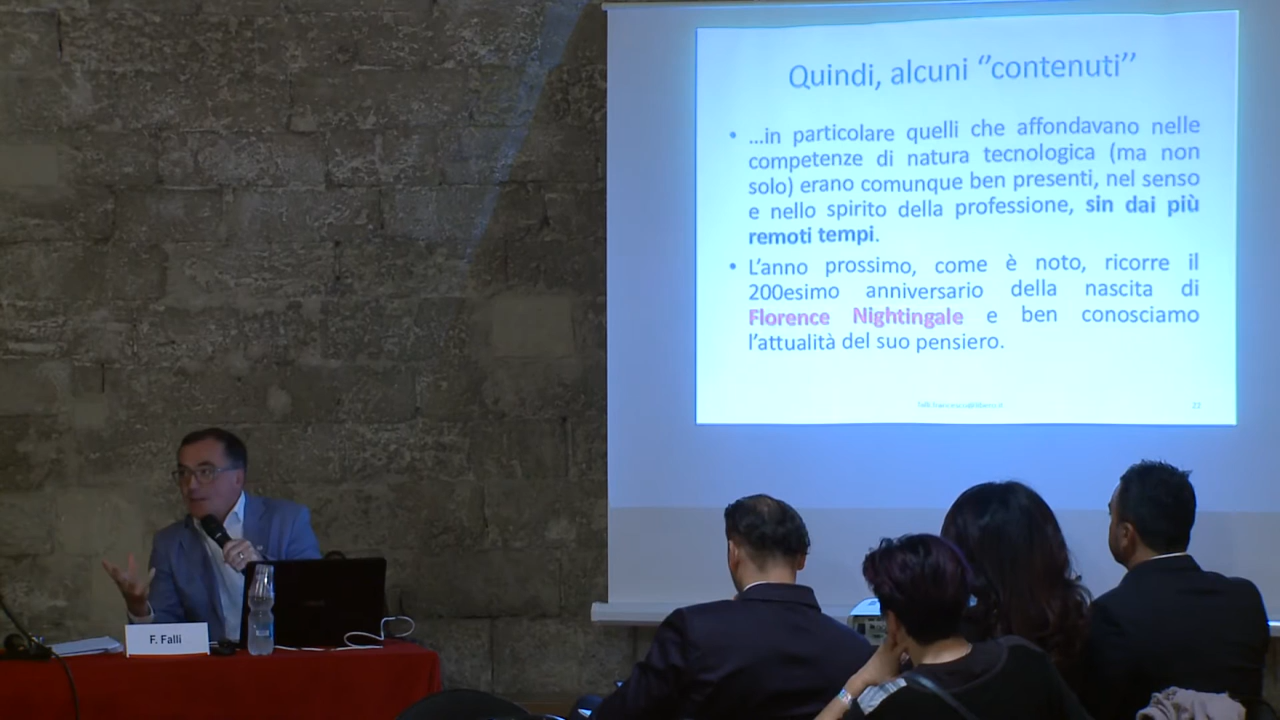 Quindi, alcuni ‘’contenuti’’
• ...in particolare quelli che affondavano nelle
competenze di natura tecnologica (ma non
solo) erano comunque ben presenti, nel senso
e nello spirito della professione, sin dai più
remoti tempi.
• L’anno prossimo, come è noto, ricorre il
200esimo anniversario della nascita di
Florence Nightingale e ben conosciamo
l’attualità del suo pensiero.
22
F. Falli